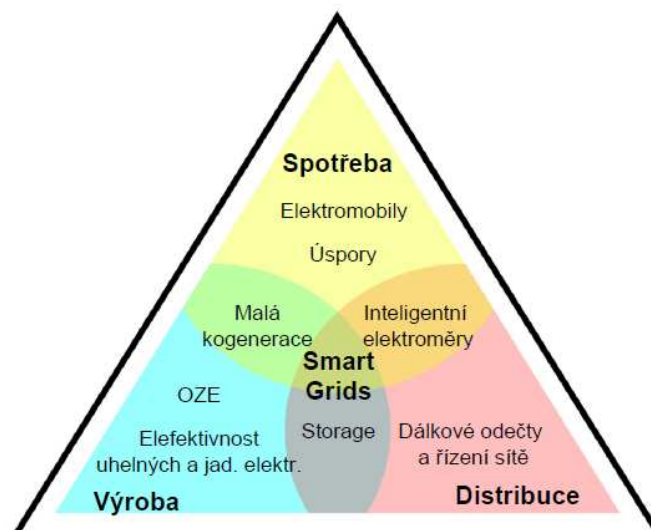 Spotřeba
Elektromobily
Úspory
Malá
kogenerace
Inteligentní
elektroměry
Smart
Grids
OZE
Storage
Elefektivnost
uhelných a jad. elektr.
Dálkové odečty
a řízení sítě
Výroba
Distribuce